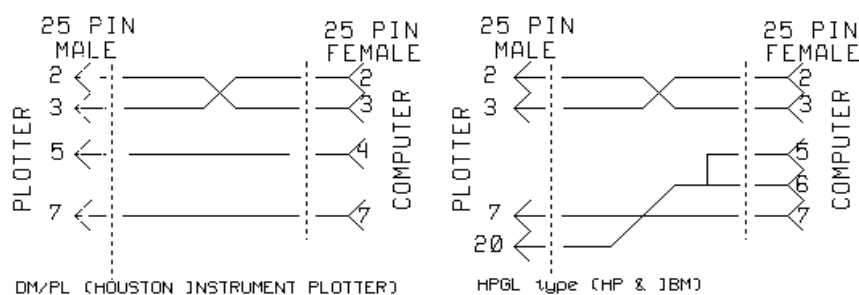 25 PIN
MALE
25 PIN
FEMALE
2
3
5
7
2
3
4
7
PLOTTER
COMPUTER
DM/PL (HOUSTON INSTRUMENT PLOTTER)
25 PIN
MALE
25 PIN
FEMALE
2
3
7
20
2
3
5
6
7
PLOTTER
COMPUTER
HPGL type (HP & IBM)